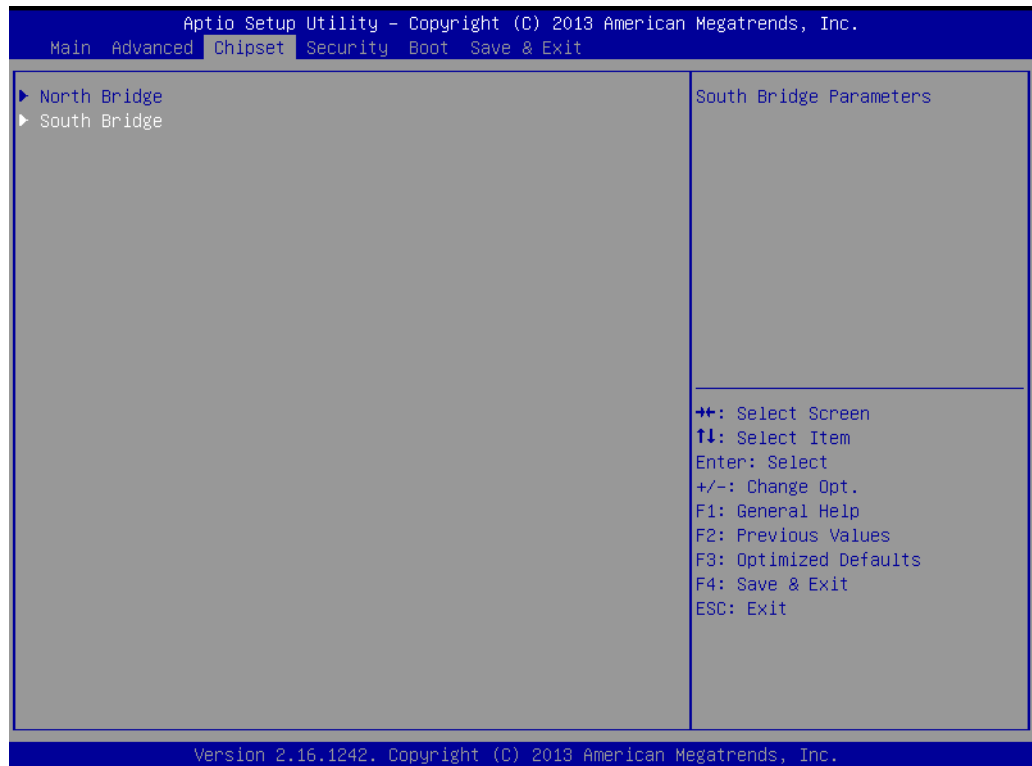 Aptio Setup Utility – Copyright (C) 2013 American Megatrends, Inc.
Main Advanced Chipset Security Boot Save & Exit
▶ North Bridge
▶ South Bridge
South Bridge Parameters
→←: Select Screen
↑↓: Select Item
Enter: Select
+/-: Change Opt.
F1: General Help
F2: Previous Values
F3: Optimized Defaults
F4: Save & Exit
ESC: Exit
Version 2.16.1242. Copyright (C) 2013 American Megatrends, Inc.